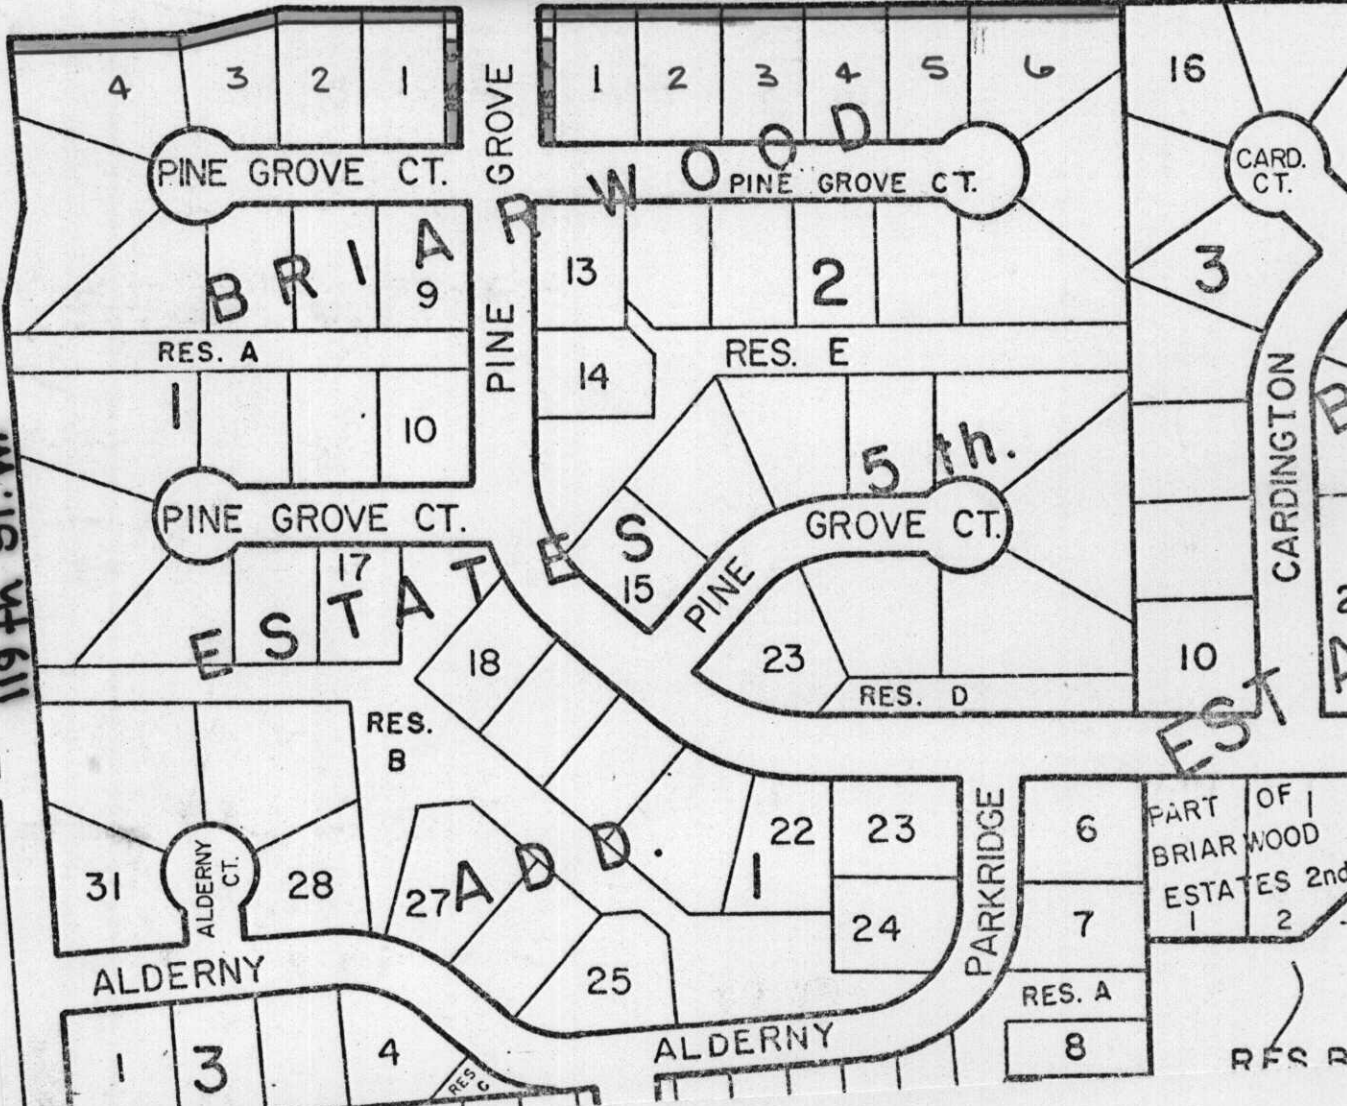 4 3 2 1
1 2 3 4 5 6
16
PINE GROVE CT.
PINE GROVE
PINE GROVE CT.
CARD.
CT.
BRIARWOOD
9
13
2
3
RES. A
RES. E
14
1
10
5th.
CARDINGTON
119th ST. W.
PINE GROVE CT.
PINE GROVE CT.
17
15
ESTATES
18
23
10
RES. D
RES.
B
EST
ADD
22
1
23
PARKRIDGE
6
PART OF 1
BRIARWOOD
ESTATES 2nd
1 2
31
ALDERNY
CT.
28
27
24
7
25
ALDERNY
RES. A
1
3
4
RES.
C
ALDERNY
8
RES B